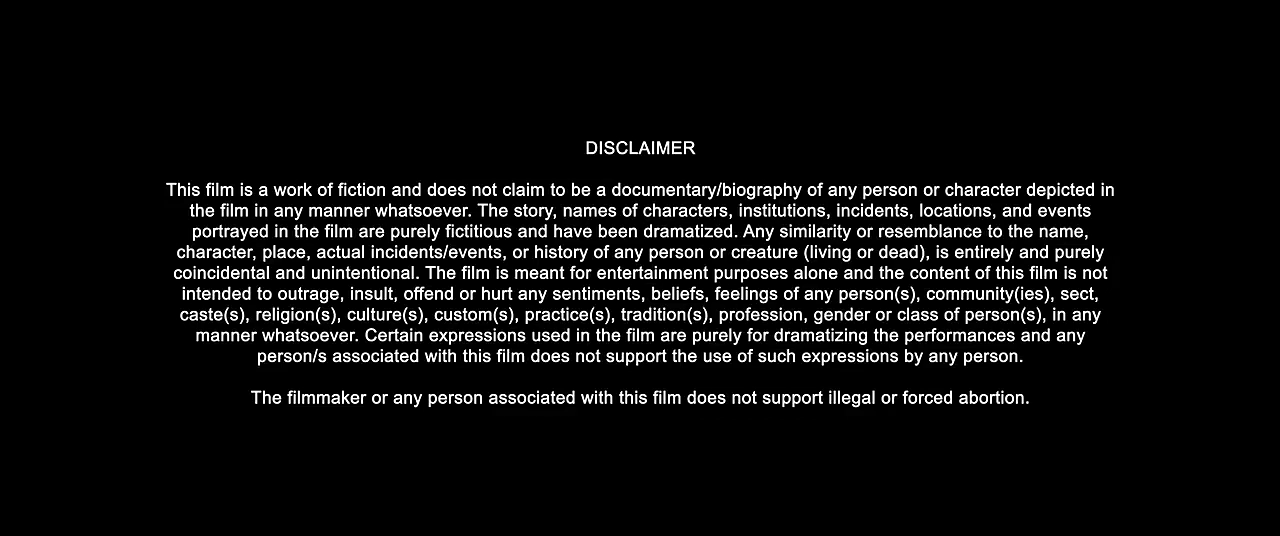 DISCLAIMER
This film is a work of fiction and does not claim to be a documentary/biography of any person or character depicted in
the film in any manner whatsoever. The story, names of characters, institutions, incidents, locations, and events
portrayed in the film are purely fictitious and have been dramatized. Any similarity or resemblance to the name,
character, place, actual incidents/events, or history of any person or creature (living or dead), is entirely and purely
coincidental and unintentional. The film is meant for entertainment purposes alone and the content of this film is not
intended to outrage, insult, offend or hurt any sentiments, beliefs, feelings of any person(s), community(ies), sect,
caste(s), religion(s), culture(s), custom(s), practice(s), tradition(s), profession, gender or class of person(s), in any
manner whatsoever. Certain expressions used in the film are purely for dramatizing the performances and any
person/s associated with this film does not support the use of such expressions by any person.
The filmmaker or any person associated with this film does not support illegal or forced abortion.